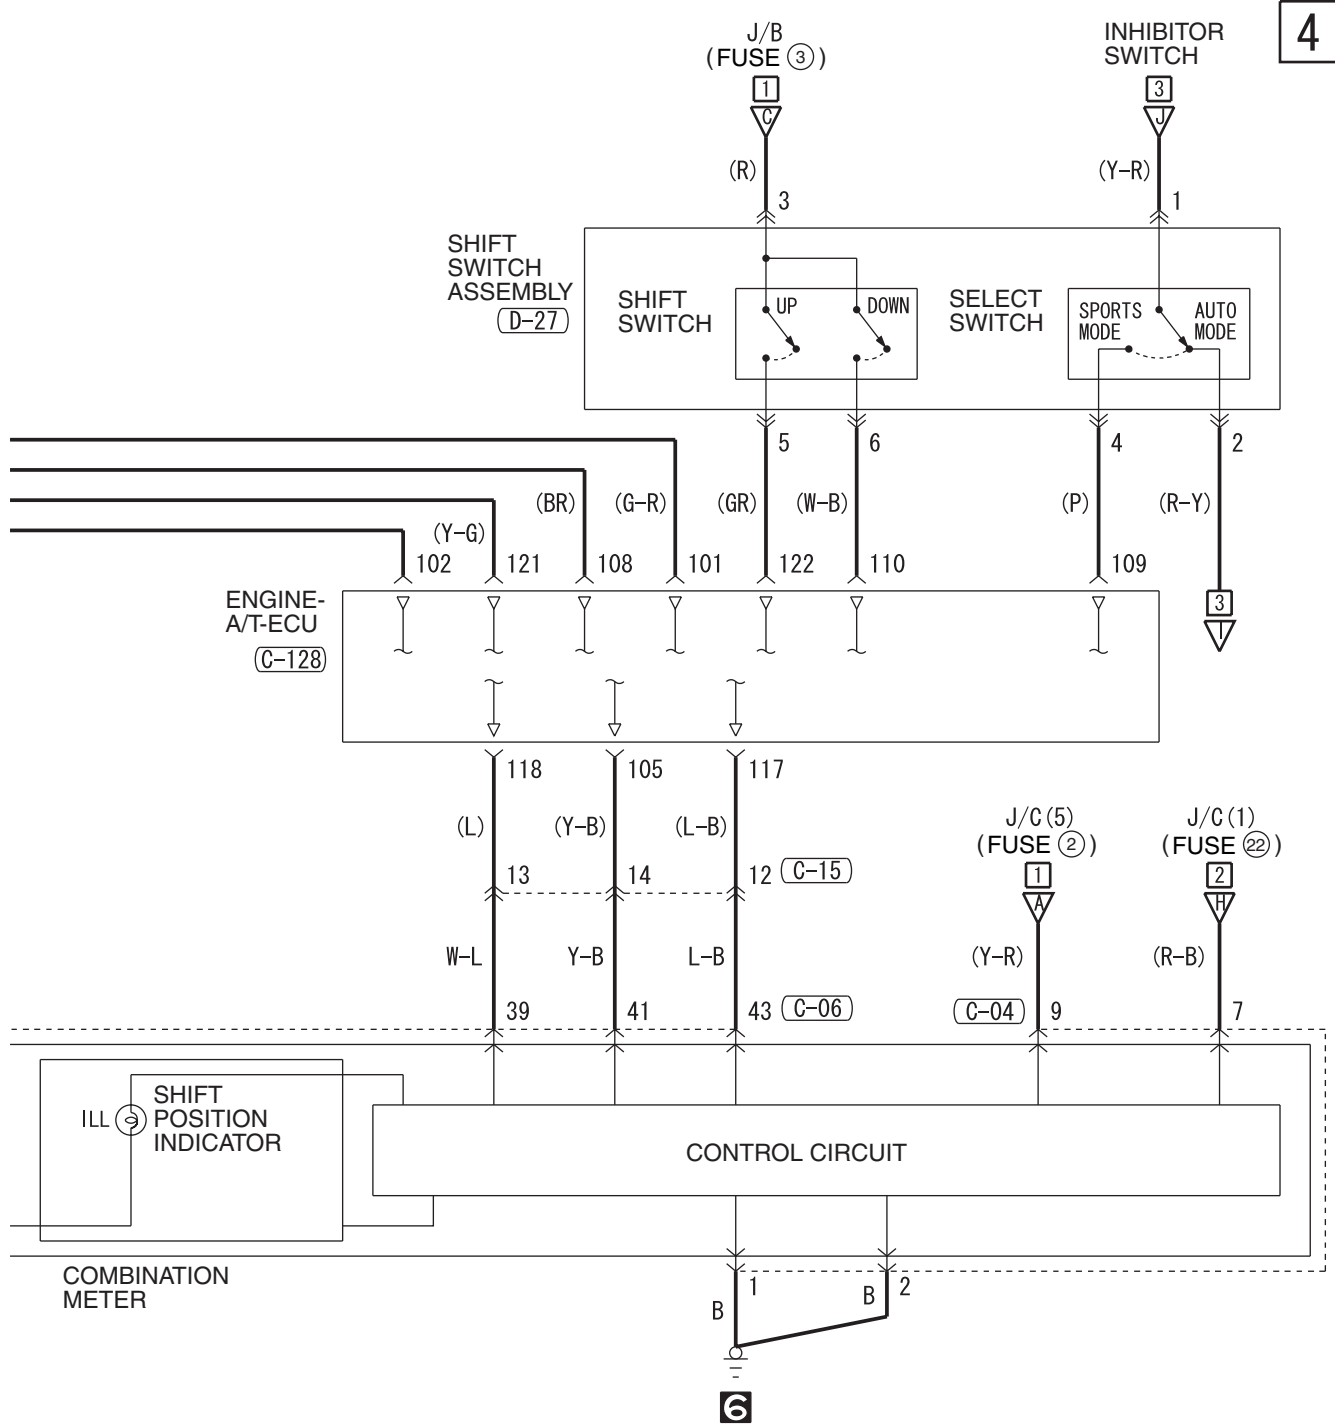 4
J/B
(FUSE ③)
1
C
(R)
3
INHIBITOR
SWITCH
3
J
(Y-R)
1
SHIFT
SWITCH
ASSEMBLY
D-27
SHIFT
SWITCH
UP
DOWN
SELECT
SWITCH
SPORTS
MODE
AUTO
MODE
5
6
4
2
(Y-G)
(BR)
(G-R)
(GR)
(W-B)
(P)
(R-Y)
102
121
108
101
122
110
109
3
I
ENGINE-
A/T-ECU
C-128
118
105
117
(L)
(Y-B)
(L-B)
13
14
12
C-15
W-L
Y-B
L-B
39
41
43
C-06
J/C(5)
(FUSE ②)
1
A
(Y-R)
C-04
9
J/C(1)
(FUSE ㉒)
2
H
(R-B)
7
ILL
SHIFT
POSITION
INDICATOR
CONTROL CIRCUIT
COMBINATION
METER
1
2
B
B
6